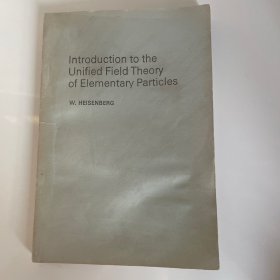 Introduction to the
Unified Field Theory
of Elementary Particles
W. HEISENBERG